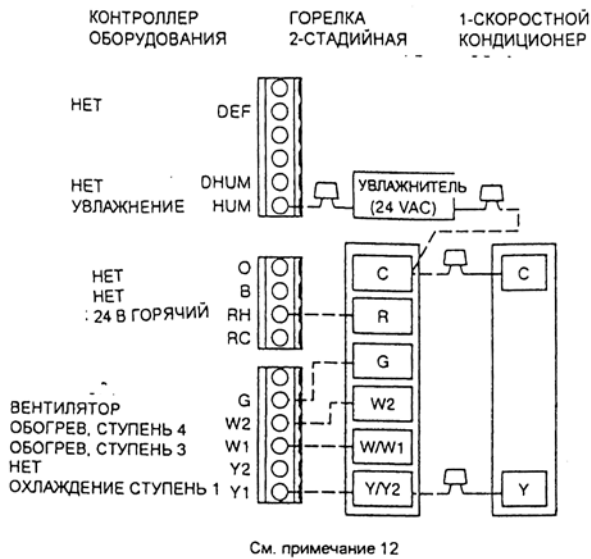 КОНТРОЛЛЕР ОБОРУДОВАНИЯ
ГОРЕЛКА 2-СТАДИЙНАЯ
1-СКОРОСТНОЙ КОНДИЦИОНЕР
НЕТ DEF
НЕТ DHUM
УВЛАЖНЕНИЕ HUM
УВЛАЖНИТЕЛЬ
(24 VAC)
НЕТ O
НЕТ B
: 24 В ГОРЯЧИЙ RH
RC
C
R
G
W2
W/W1
Y/Y2
C
Y
ВЕНТИЛЯТОР G
ОБОГРЕВ, СТУПЕНЬ 4 W2
ОБОГРЕВ, СТУПЕНЬ 3 W1
НЕТ Y2
ОХЛАЖДЕНИЕ СТУПЕНЬ 1 Y1
См. примечание 12